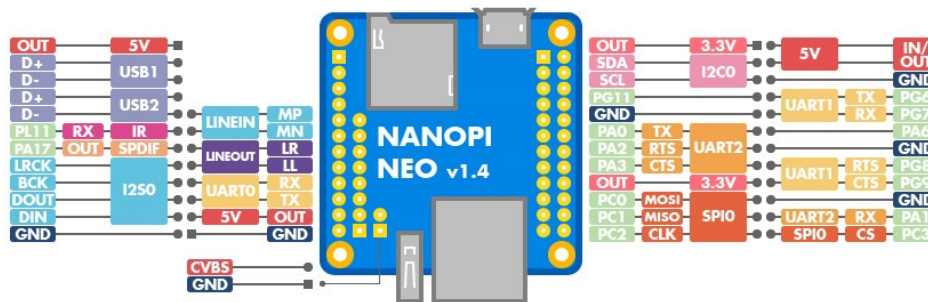 OUT 5V
D+ USB1
D-
D+ USB2
D-
PL11 RX IR
PA17 OUT SPDIF
LRCK I2S0
BCK
DOUT
DIN
GND
LINEIN MP
MN
LINEOUT LR
LL
UART0 RX
TX
5V OUT
GND
CVBS
GND
NANOPI
NEO v1.4
OUT 3.3V
SDA I2C0
SCL
PG11
GND
PA0 TX UART2
PA2 RTS
PA3 CTS
OUT 3.3V
PC0 MOSI SPI0
PC1 MISO
PC2 CLK
5V IN/
OUT
GND
UART1 TX PG6
RX PG7
PA6
GND
UART1 RTS PG8
CTS PG9
GND
UART2 RX PA1
SPI0 CS PC3